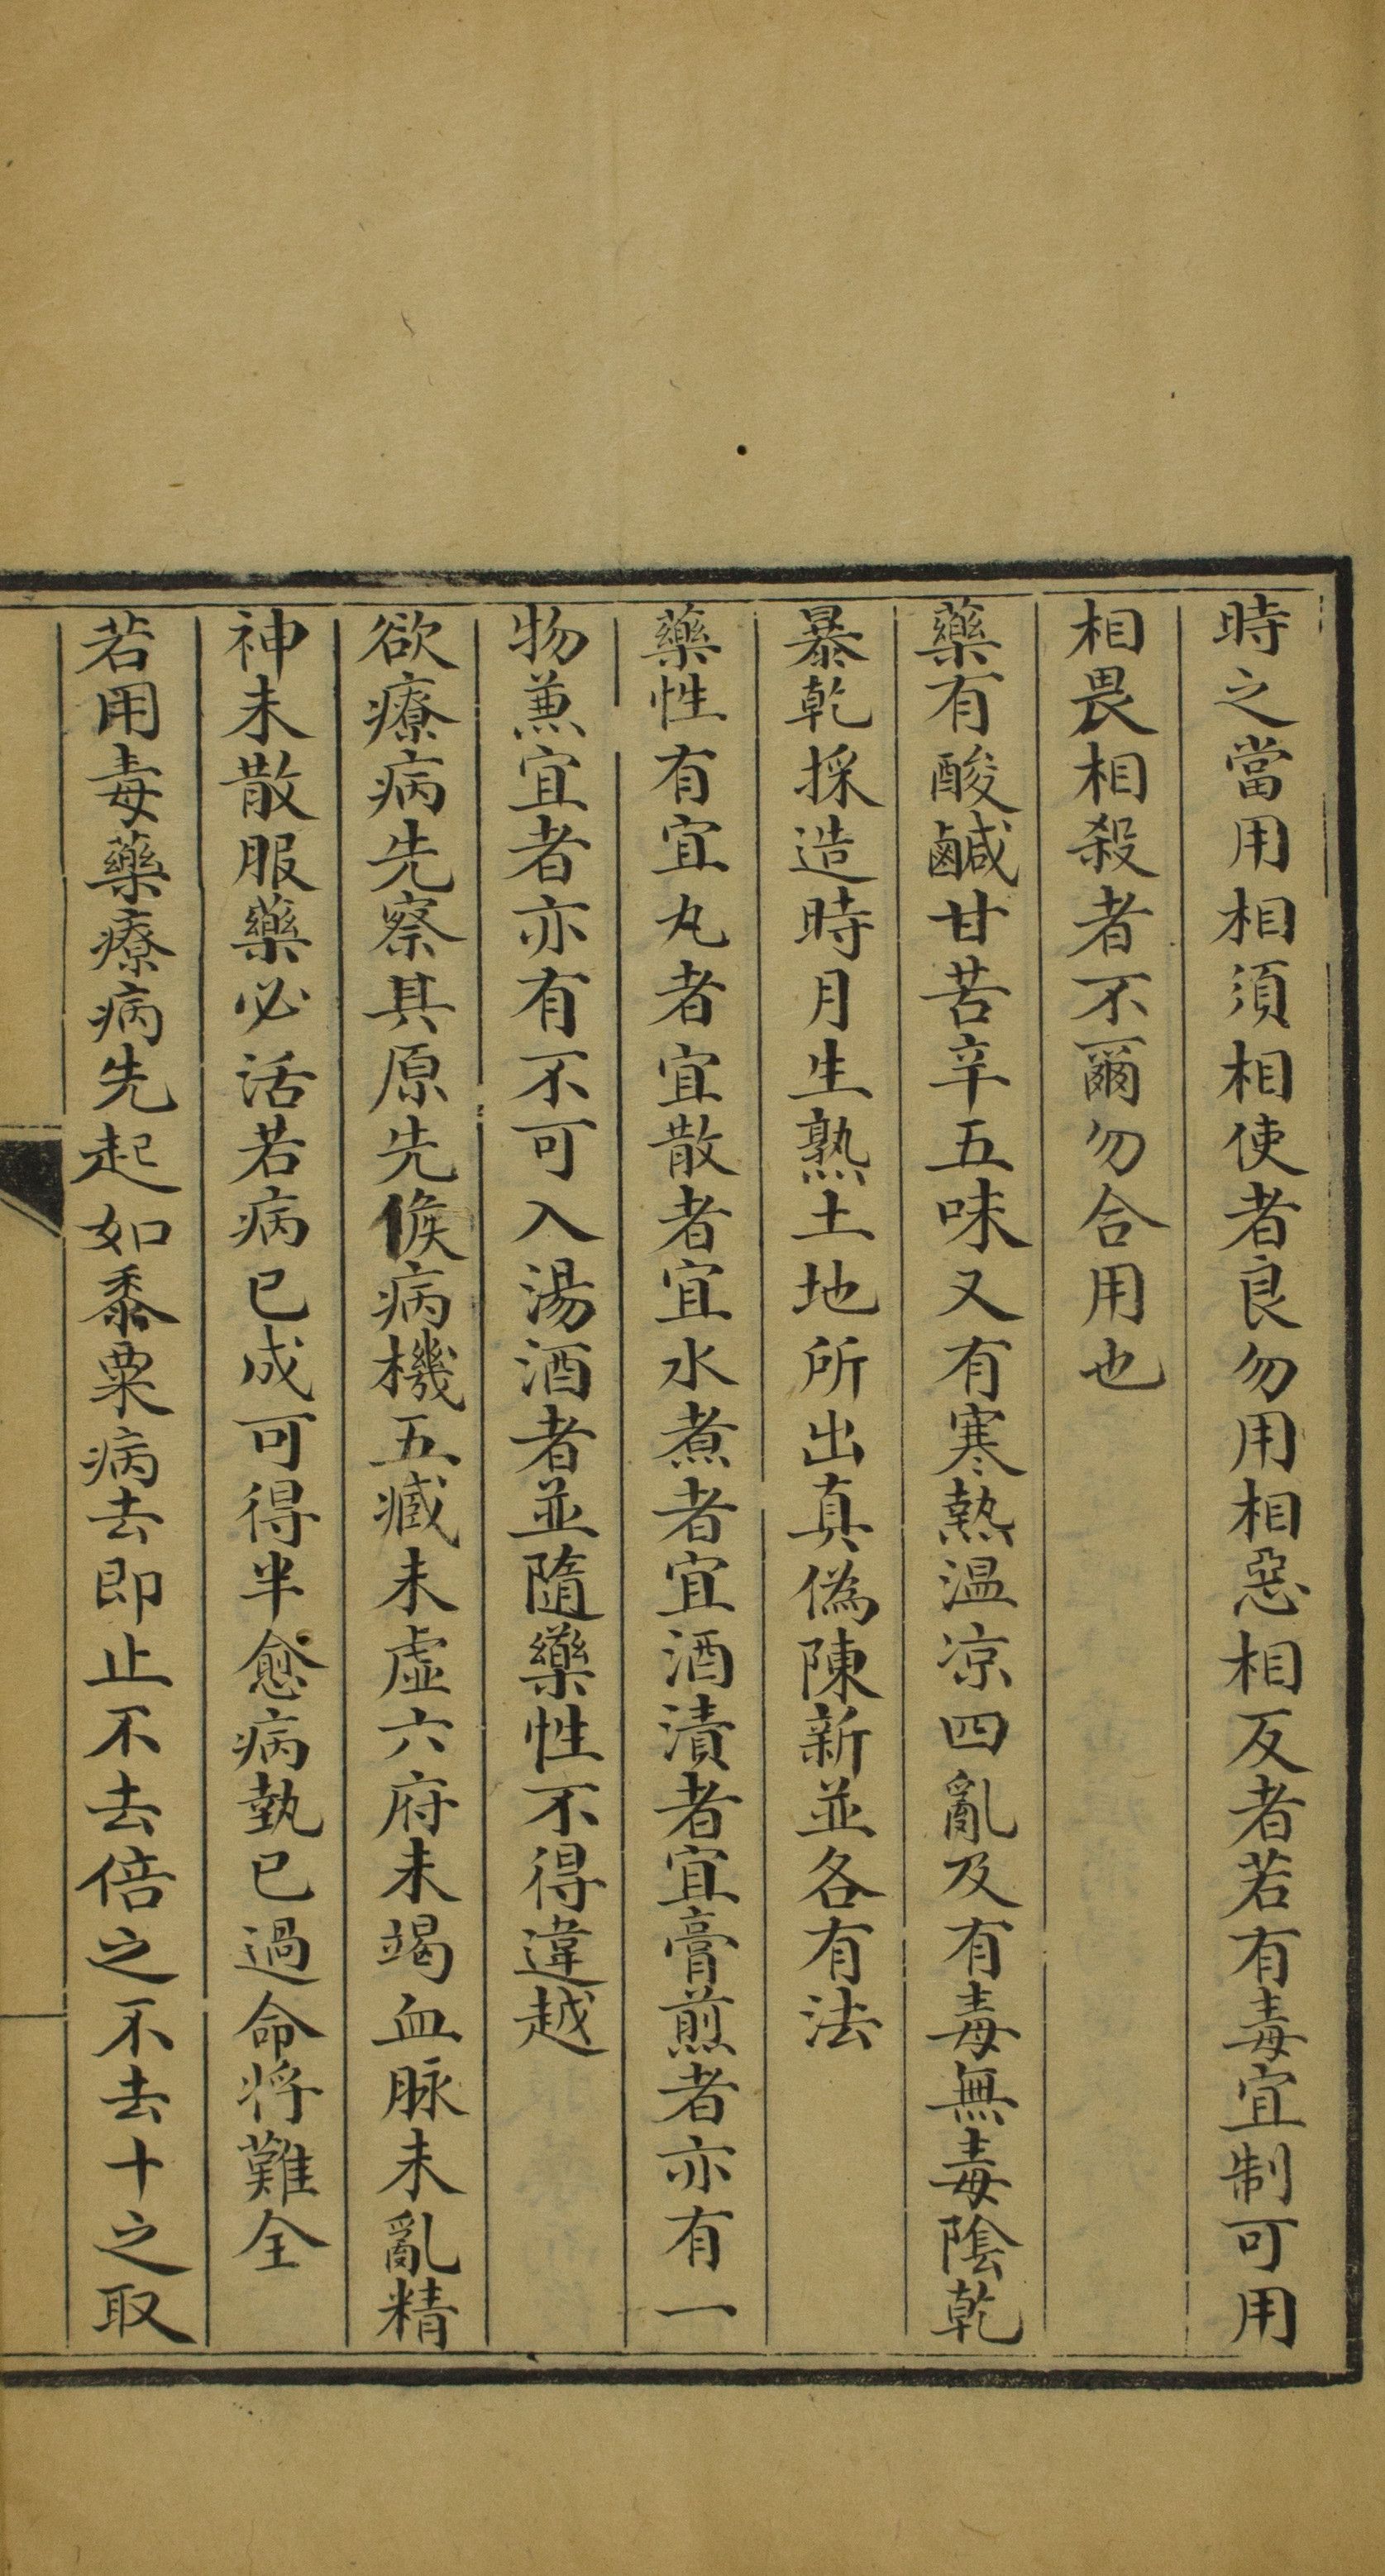 時之當用相須相使者良勿用相惡相反者若有毒宜制可用
相畏相殺者不爾勿合用也
藥有酸鹹甘苦辛五味又有寒熱温凉四亂及有毒無毒陰乾
暴乾採造時月生熟土地所出真偽陳新並各有法
藥性有宜丸者宜散者宜水煮者宜酒漬者宜膏煎者亦有一
物兼宜者亦有不可入湯酒者並隨藥性不得違越
欲療病先察其原先候病機五臧未虛六府未竭血脉未亂精
神未散服藥必活若病已成可得半愈病埶已過命將難全
若用毒藥療病先起如黍粟病去即止不去倍之不去十之取